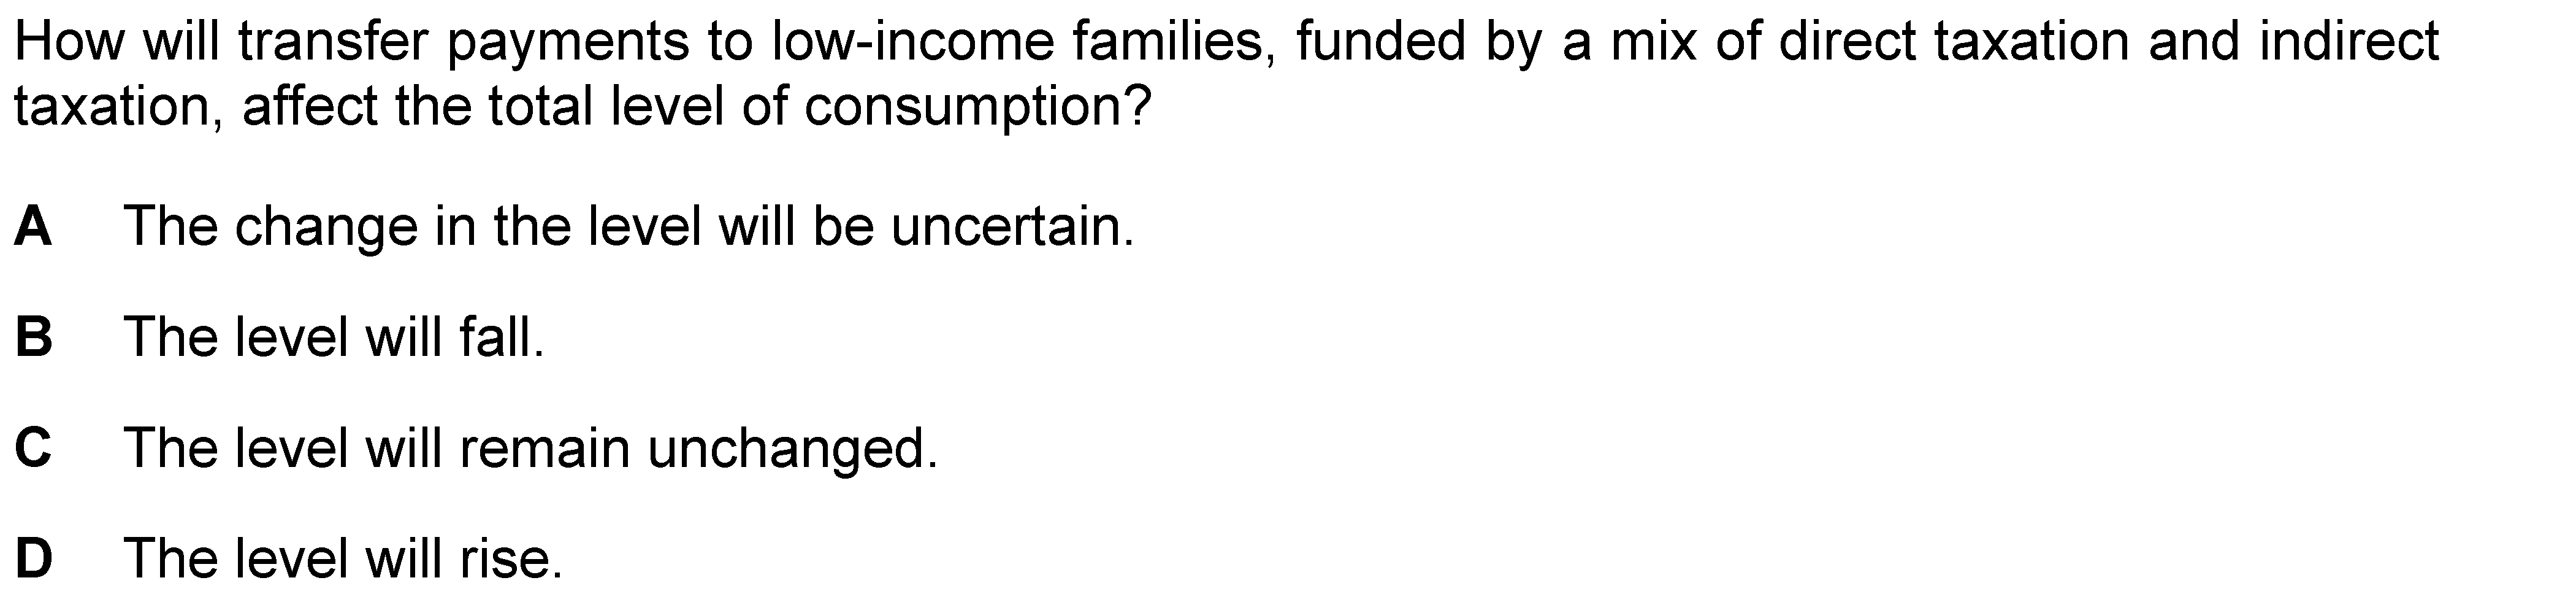 How will transfer payments to low-income families, funded by a mix of direct taxation and indirect
taxation, affect the total level of consumption?
A The change in the level will be uncertain.
B The level will fall.
C The level will remain unchanged.
D The level will rise.